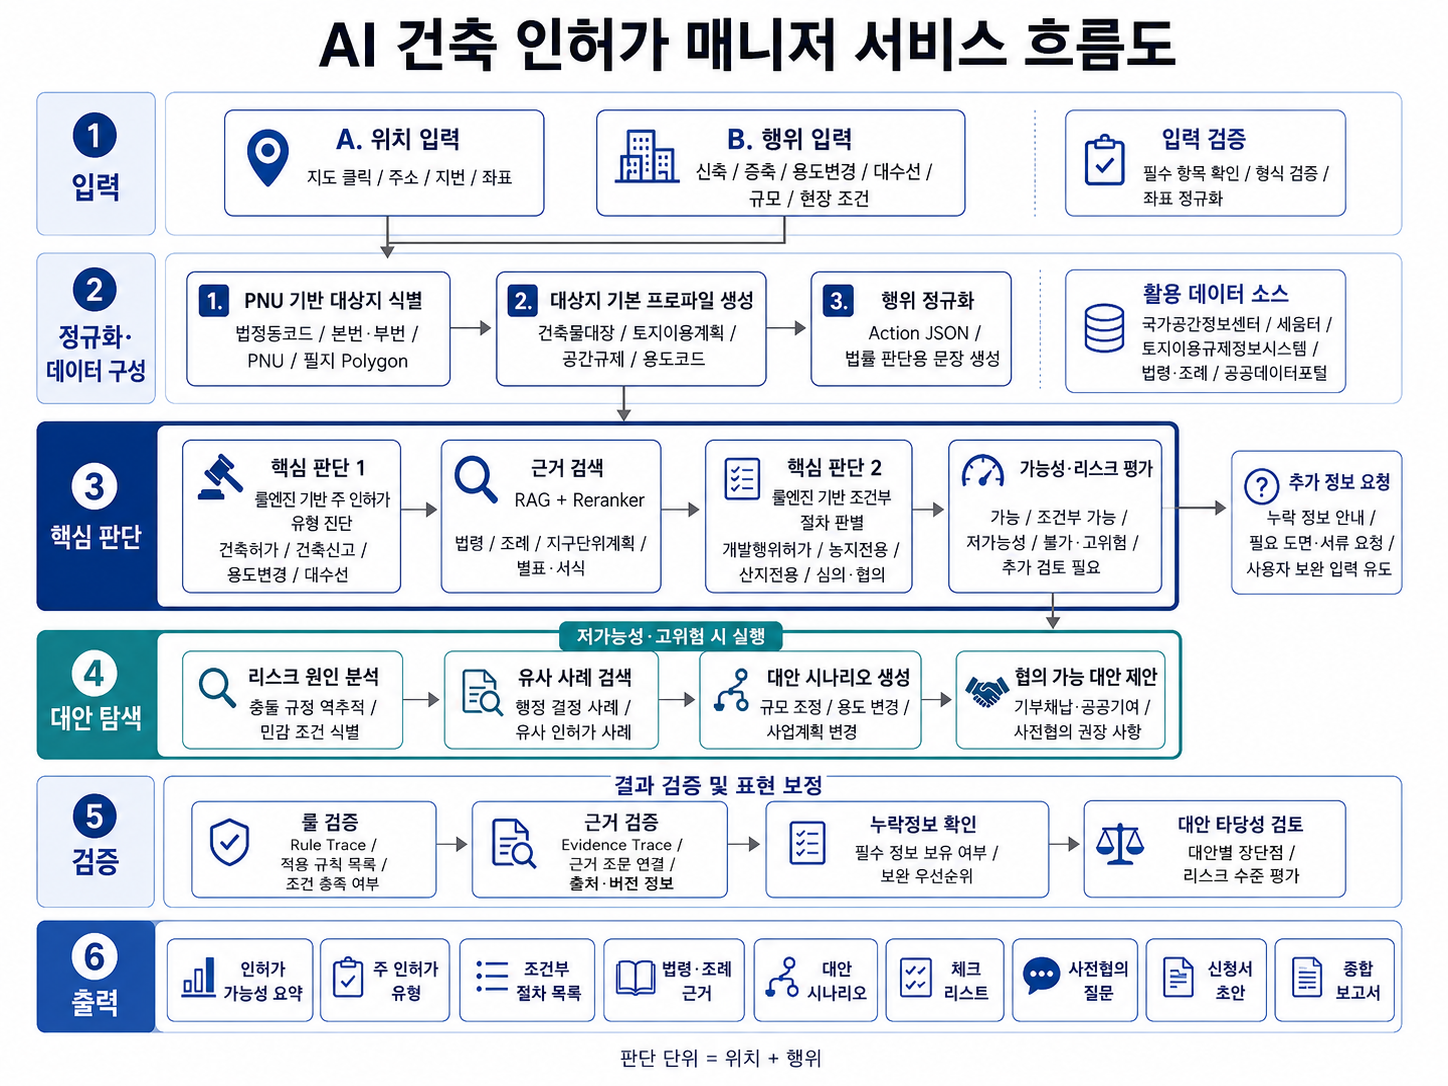 AI 건축 인허가 매니저 서비스 흐름도
1
입력
A. 위치 입력
지도 클릭 / 주소 / 지번 / 좌표
B. 행위 입력
신축 / 증축 / 용도변경 / 대수선 /
규모 / 현장 조건
입력 검증
필수 항목 확인 / 형식 검증 /
좌표 정규화
2
정규화·
데이터 구성
1. PNU 기반 대상지 식별
법정동코드 / 본번·부번 /
PNU / 필지 Polygon
2. 대상지 기본 프로파일 생성
건축물대장 / 토지이용계획 /
공간규제 / 용도코드
3. 행위 정규화
Action JSON /
법률 판단용 문장 생성
활용 데이터 소스
국가공간정보센터 / 세움터 /
토지이용규제정보시스템 /
법령·조례 / 공공데이터포털
3
핵심 판단
핵심 판단 1
룰엔진 기반 주 인허가
유형 진단
건축허가 / 건축신고 /
용도변경 / 대수선
근거 검색
RAG + Reranker
법령 / 조례 / 지구단위계획 /
별표·서식
핵심 판단 2
룰엔진 기반 조건부
절차 판별
개발행위허가 / 농지전용 /
산지전용 / 심의·협의
가능성·리스크 평가
가능 / 조건부 가능 /
저가능성 / 불가·고위험 /
추가 검토 필요
? 추가 정보 요청
누락 정보 안내 /
필요 도면·서류 요청 /
사용자 보완 입력 유도
저가능성·고위험 시 실행
4
대안 탐색
리스크 원인 분석
충돌 규정 역추적 /
민감 조건 식별
유사 사례 검색
행정 결정 사례 /
유사 인허가 사례
대안 시나리오 생성
규모 조정 / 용도 변경 /
사업계획 변경
협의 가능 대안 제안
기부채납·공공기여 /
사전협의 권장 사항
결과 검증 및 표현 보정
5
검증
룰 검증
Rule Trace /
적용 규칙 목록 /
조건 충족 여부
근거 검증
Evidence Trace /
근거 조문 연결 /
출처·버전 정보
누락정보 확인
필수 정보 보유 여부 /
보완 우선순위
대안 타당성 검토
대안별 장단점 /
리스크 수준 평가
6
출력
인허가
가능성 요약
주 인허가
유형
조건부
절차 목록
법령·조례
근거
대안
시나리오
체크
리스트
사전협의
질문
신청서
초안
종합
보고서
판단 단위 = 위치 + 행위